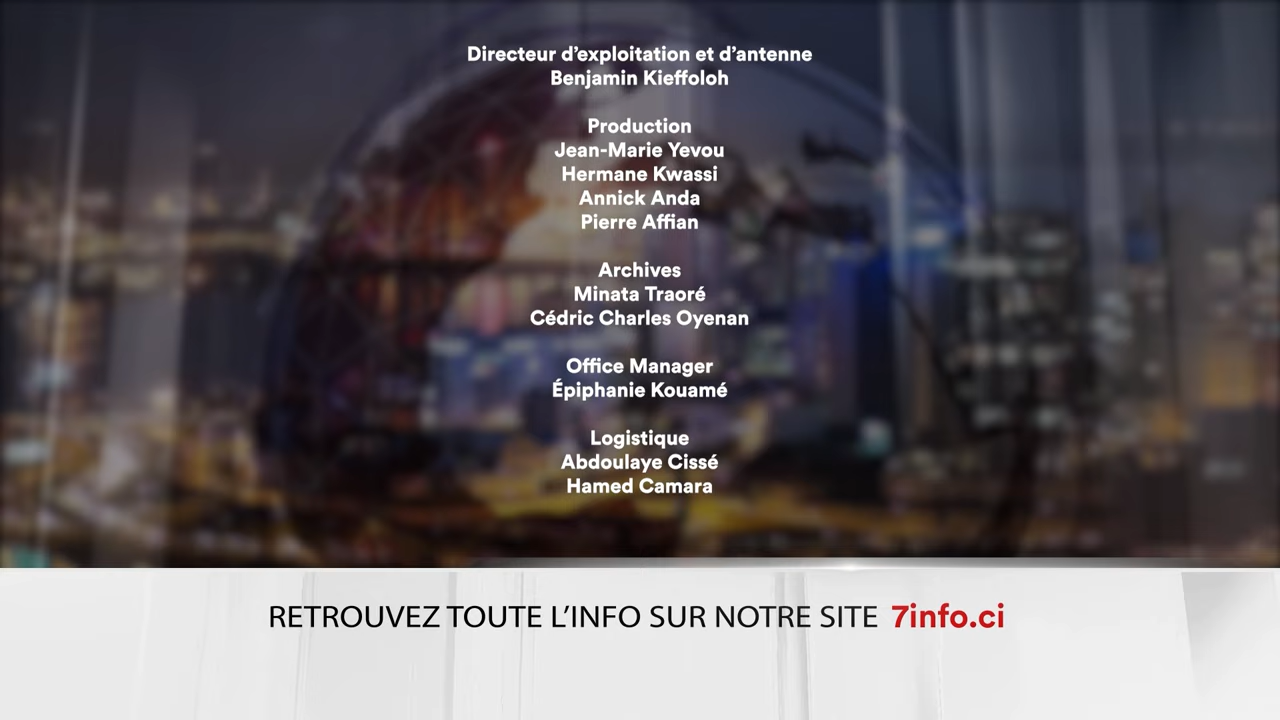 Directeur d’exploitation et d’antenne
Benjamin Kieffoloh
Production
Jean-Marie Yevou
Hermane Kwassi
Annick Anda
Pierre Affian
Archives
Minata Traoré
Cédric Charles Oyenan
Office Manager
Épiphanie Kouamé
Logistique
Abdoulaye Cissé
Hamed Camara
RETROUVEZ TOUTE L’INFO SUR NOTRE SITE 7info.ci